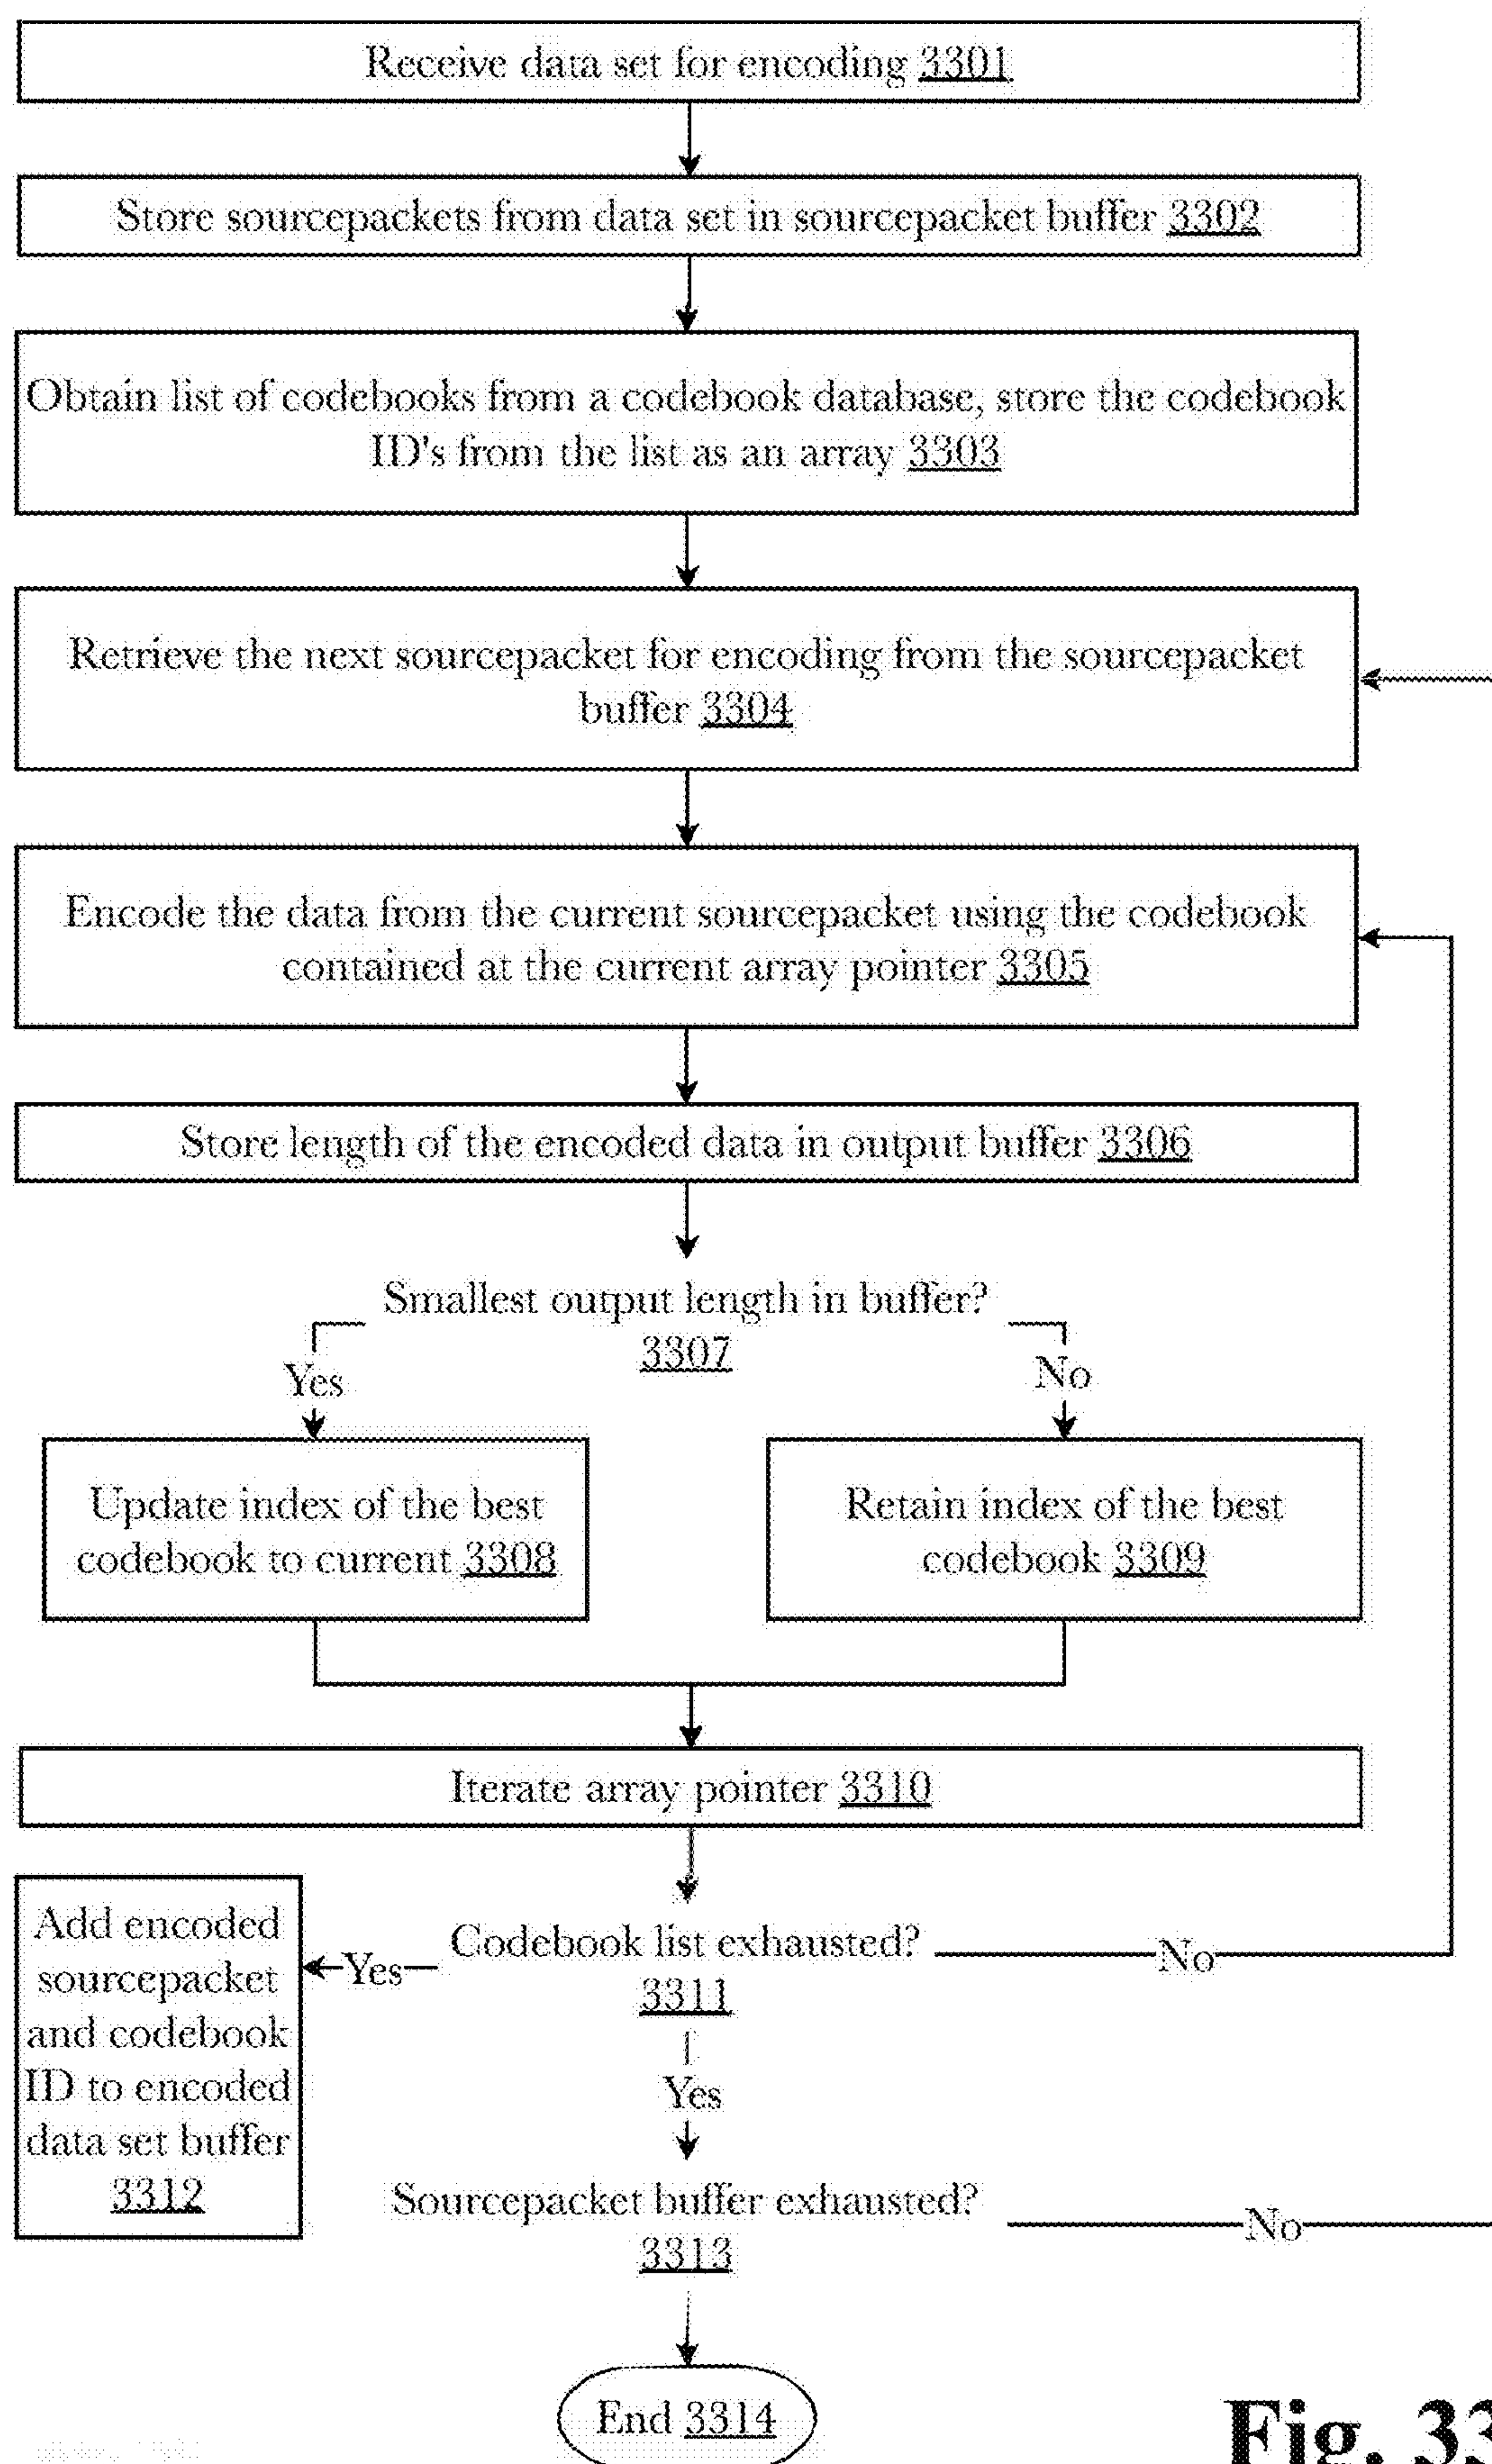 Receive data set for encoding 3301
Store sourcepackets from data set in sourcepacket buffer 3302
Obtain list of codebooks from a codebook database, store the codebook
ID's from the list as an array 3303
Retrieve the next sourcepacket for encoding from the sourcepacket
buffer 3304
Encode the data from the current sourcepacket using the codebook
contained at the current array pointer 3305
Store length of the encoded data in output buffer 3306
Smallest output length in buffer?
3307
Yes
No
Update index of the best
codebook to current 3308
Retain index of the best
codebook 3309
Iterate array pointer 3310
Codebook list exhausted?
3311
Yes
No
Add encoded
sourcepacket
and codebook
ID to encoded
data set buffer
3312
Yes
Sourcepacket buffer exhausted?
3313
No
End 3314
Fig. 33